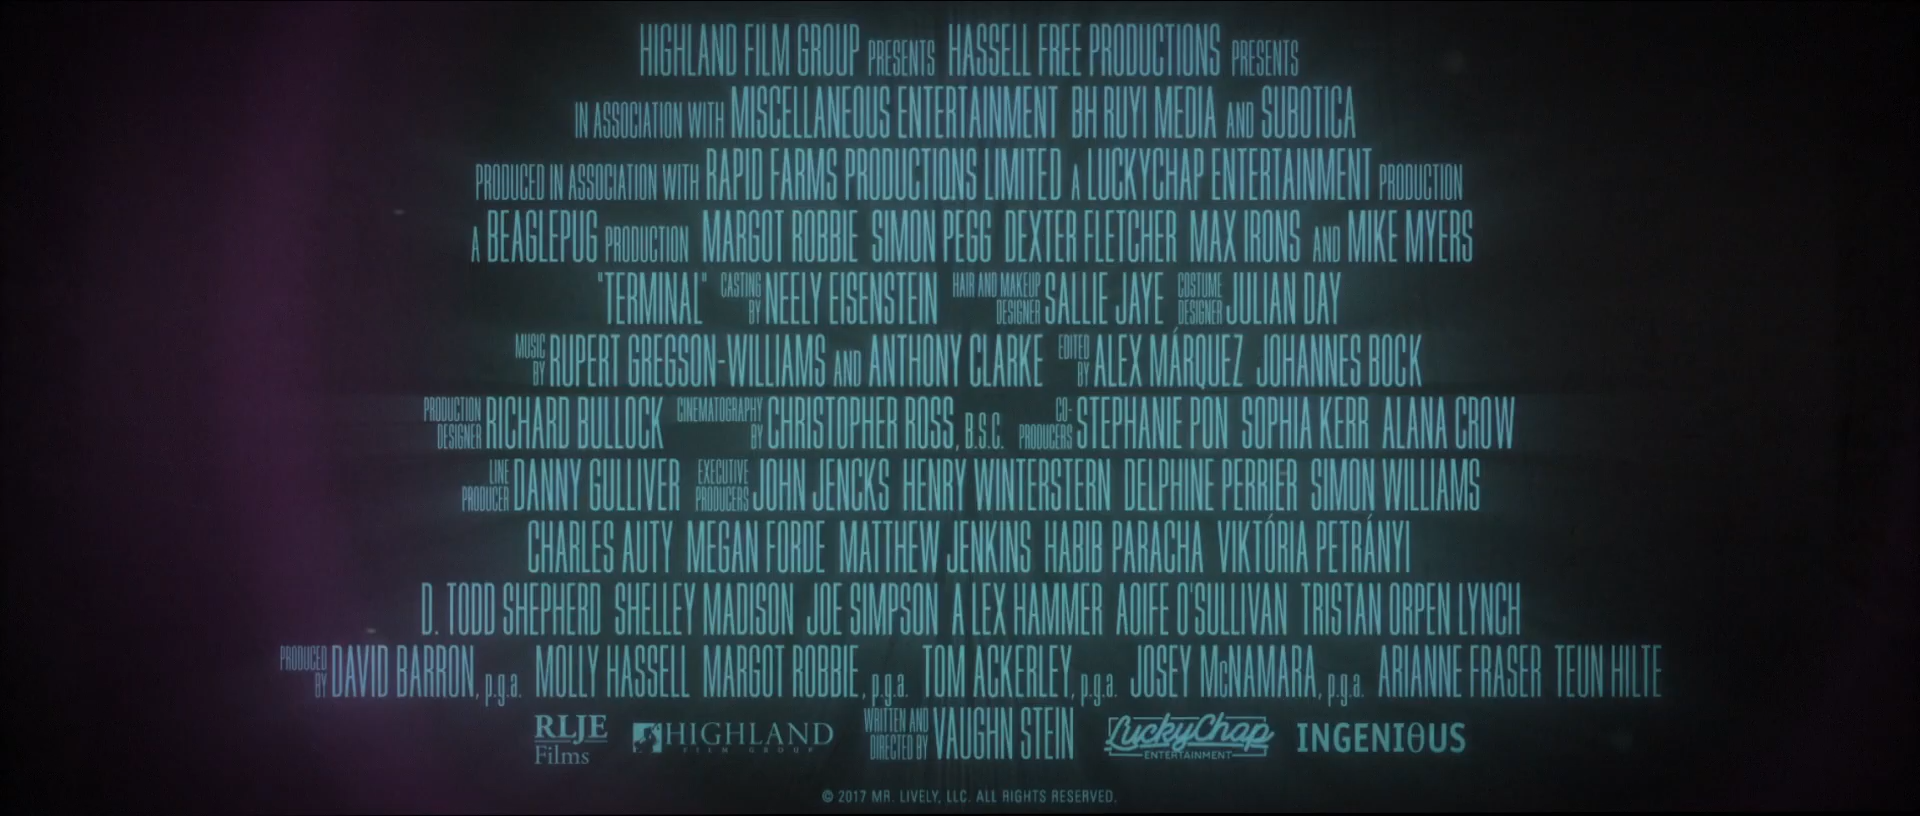 HIGHLAND FILM GROUP PRESENTS HASSELL FREE PRODUCTIONS PRESENTS
IN ASSOCIATION WITH MISCELLANEOUS ENTERTAINMENT BH RUYI MEDIA AND SUBOTICA
PRODUCED IN ASSOCIATION WITH RAPID FARMS PRODUCTIONS LIMITED A LUCKYCHAP ENTERTAINMENT PRODUCTION
A BEAGLEPUG PRODUCTION MARGOT ROBBIE SIMON PEGG DEXTER FLETCHER MAX IRONS AND MIKE MYERS
"TERMINAL" CASTING BY NEELY EISENSTEIN HAIR AND MAKEUP DESIGNER SALLIE JAYE COSTUME DESIGNER JULIAN DAY
MUSIC BY RUPERT GREGSON-WILLIAMS AND ANTHONY CLARKE EDITED BY ALEX MÁRQUEZ JOHANNES BOCK
PRODUCTION DESIGNER RICHARD BULLOCK CINEMATOGRAPHY BY CHRISTOPHER ROSS, B.S.C. CO-PRODUCERS STEPHANIE PON SOPHIA KERR ALANA CROW
LINE PRODUCER DANNY GULLIVER EXECUTIVE PRODUCERS JOHN JENCKS HENRY WINTERSTERN DELPHINE PERRIER SIMON WILLIAMS
CHARLES AUTY MEGAN FORDE MATTHEW JENKINS HABIB PARACHA VIKTÓRIA PETRÁNYI
D. TODD SHEPHERD SHELLEY MADISON JOE SIMPSON A LEX HAMMER AOIFE O'SULLIVAN TRISTAN ORPEN LYNCH
PRODUCED BY DAVID BARRON, p.g.a. MOLLY HASSELL MARGOT ROBBIE, p.g.a. TOM ACKERLEY, p.g.a. JOSEY McNAMARA, p.g.a. ARIANNE FRASER TEUN HILTE
RLJE Films HIGHLAND FILM GROUP WRITTEN AND DIRECTED BY VAUGHN STEIN LuckyChap ENTERTAINMENT INGENIOUS
© 2017 MR. LIVELY, LLC. ALL RIGHTS RESERVED.